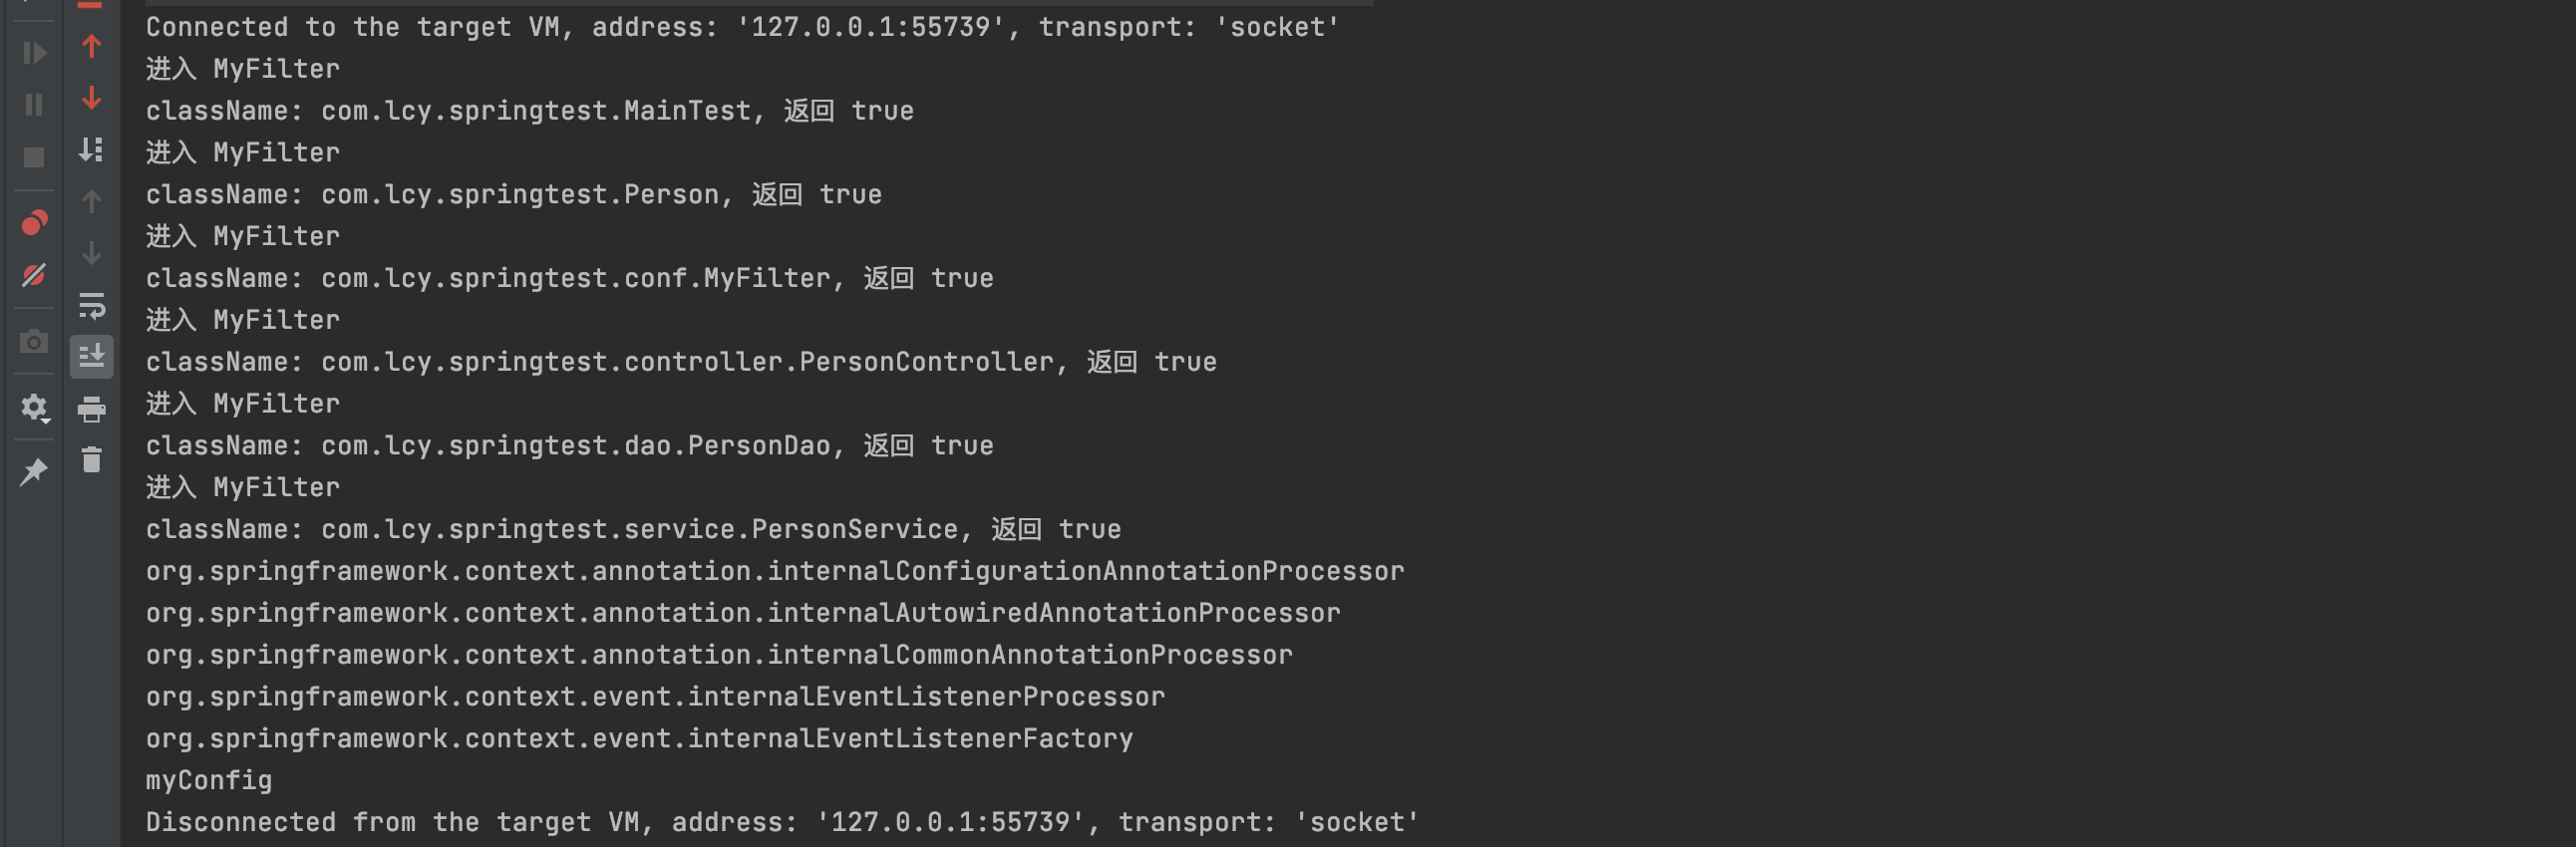 Connected to the target VM, address: '127.0.0.1:55739', transport: 'socket'
进入 MyFilter
className: com.lcy.springtest.MainTest, 返回 true
进入 MyFilter
className: com.lcy.springtest.Person, 返回 true
进入 MyFilter
className: com.lcy.springtest.conf.MyFilter, 返回 true
进入 MyFilter
className: com.lcy.springtest.controller.PersonController, 返回 true
进入 MyFilter
className: com.lcy.springtest.dao.PersonDao, 返回 true
进入 MyFilter
className: com.lcy.springtest.service.PersonService, 返回 true
org.springframework.context.annotation.internalConfigurationAnnotationProcessor
org.springframework.context.annotation.internalAutowiredAnnotationProcessor
org.springframework.context.annotation.internalCommonAnnotationProcessor
org.springframework.context.event.internalEventListenerProcessor
org.springframework.context.event.internalEventListenerFactory
myConfig
Disconnected from the target VM, address: '127.0.0.1:55739', transport: 'socket'